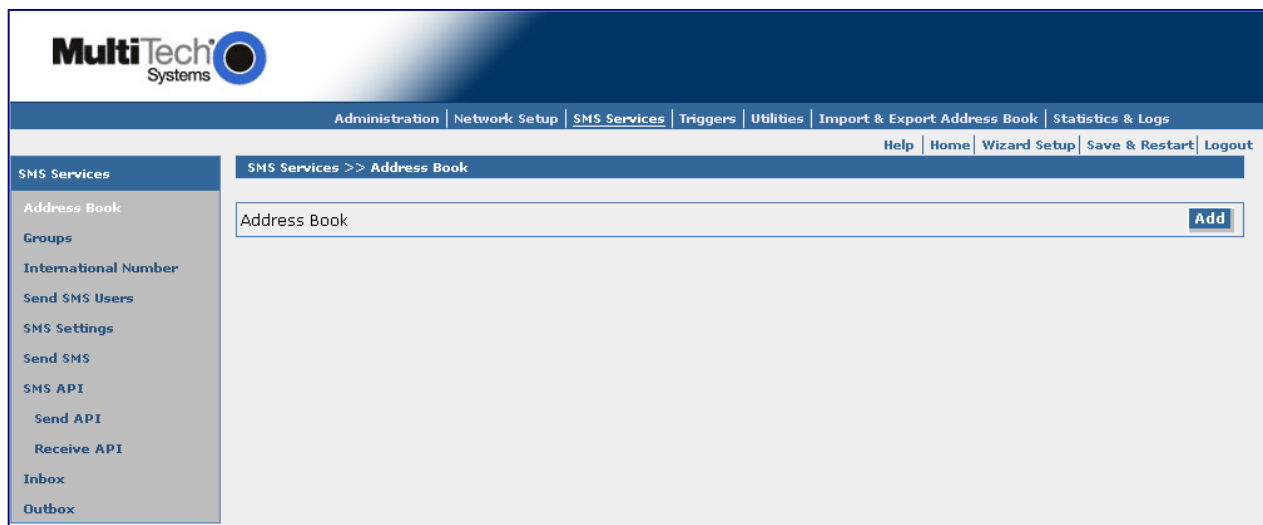 MultiTech
Systems
Administration | Network Setup | SMS Services | Triggers | Utilities | Import & Export Address Book | Statistics & Logs
Help | Home | Wizard Setup | Save & Restart | Logout
SMS Services
SMS Services >> Address Book
Address Book
Groups
International Number
Send SMS Users
SMS Settings
Send SMS
SMS API
Send API
Receive API
Inbox
Outbox
Address Book Add